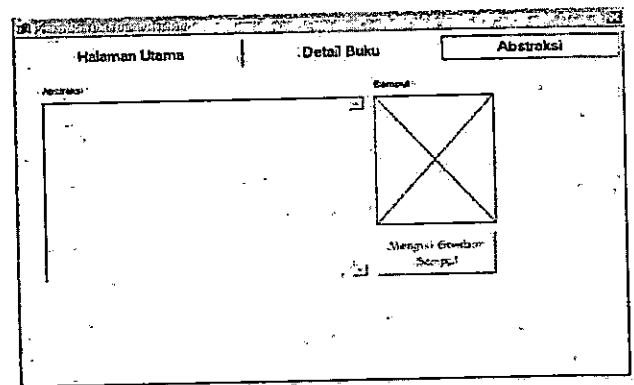 Halaman Utama
Detail Buku
Abstraksi
Abstraksi
Sampul
Mengisi Gambar
Sampul